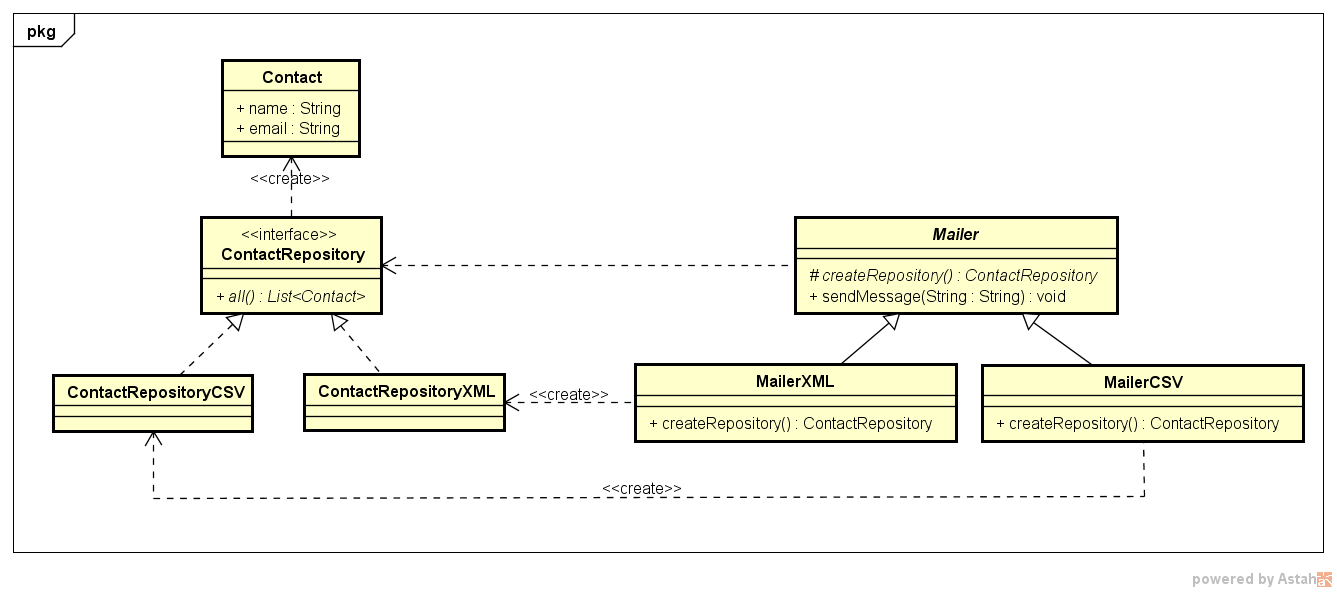 pkg
Contact
+ name : String
+ email : String
<<create>>
<<interface>>
ContactRepository
+ all() : List<Contact>
Mailer
# createRepository() : ContactRepository
+ sendMessage(String : String) : void
ContactRepositoryCSV
ContactRepositoryXML
<<create>>
MailerXML
+ createRepository() : ContactRepository
MailerCSV
+ createRepository() : ContactRepository
<<create>>
powered by Astah